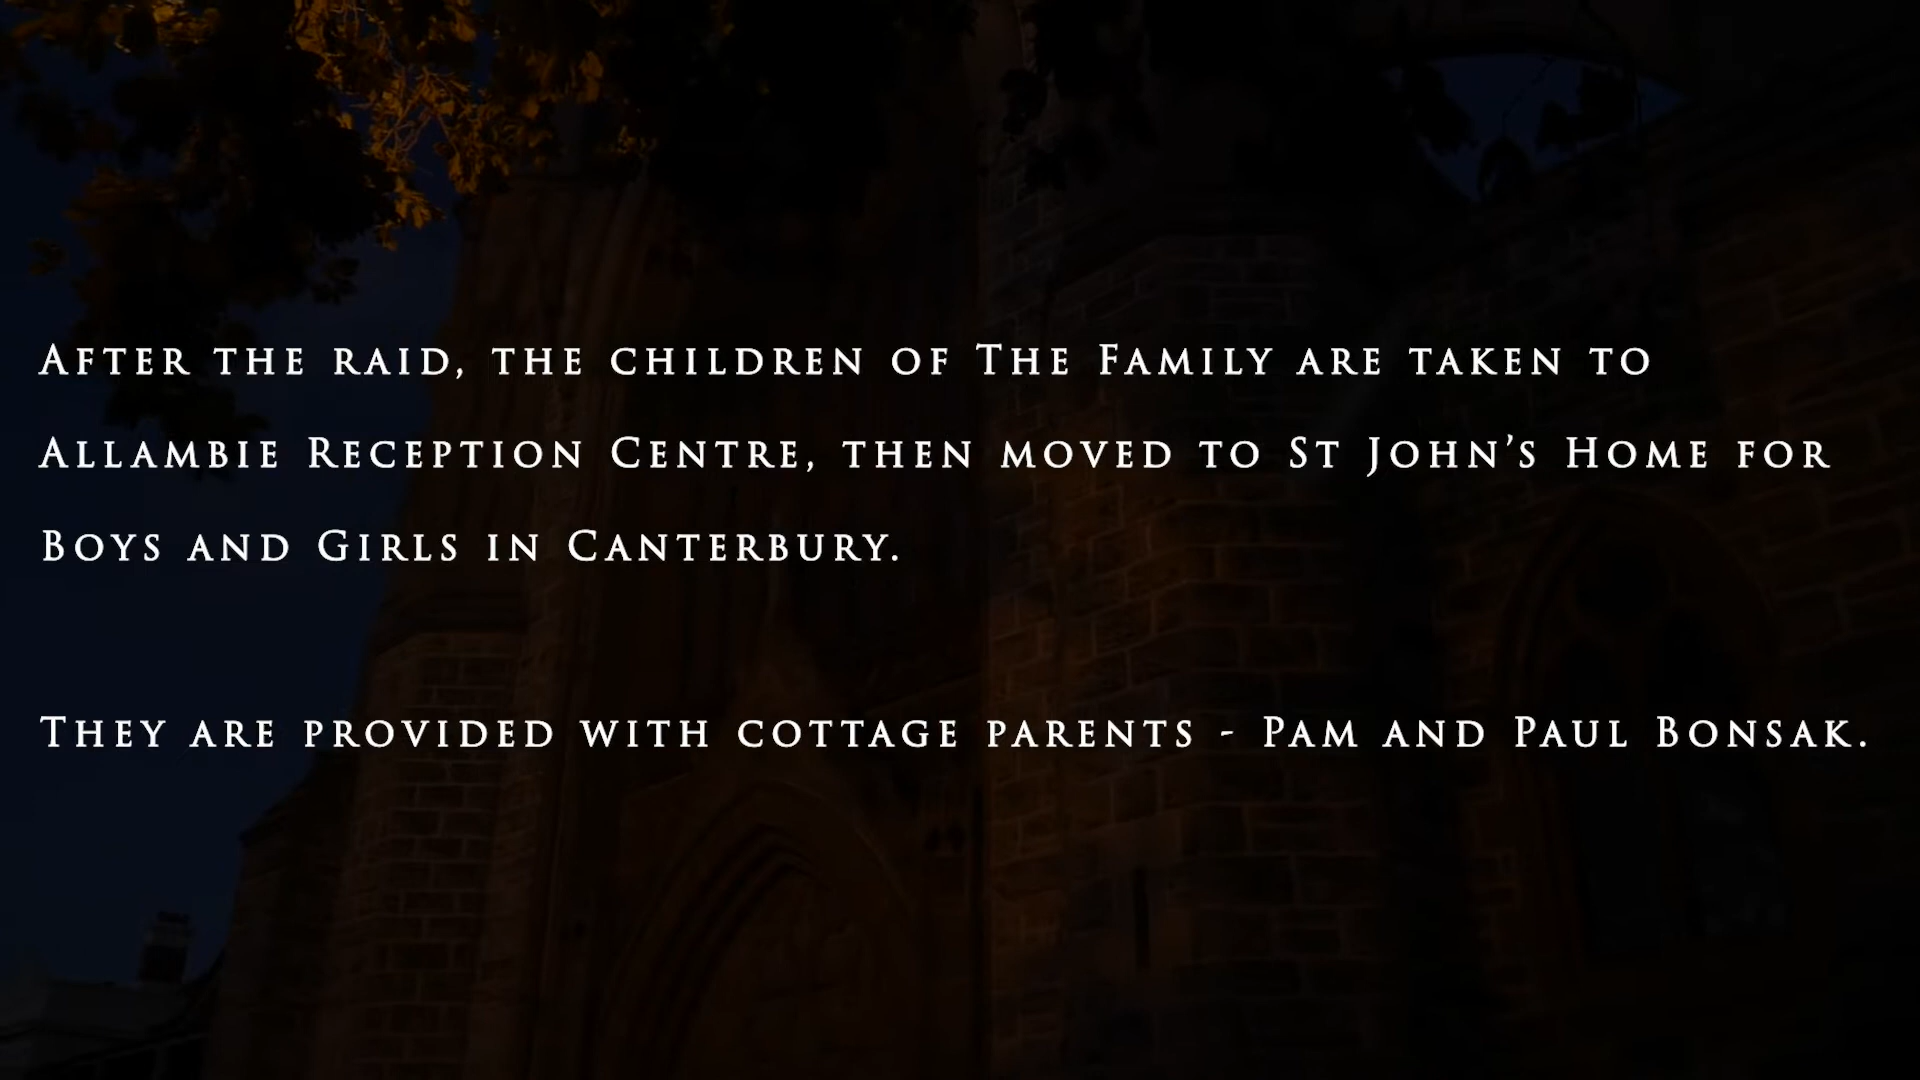 After the raid, the children of The Family are taken to
Allambie Reception Centre, then moved to St John’s Home for
Boys and Girls in Canterbury.
They are provided with cottage parents - Pam and Paul Bonsak.